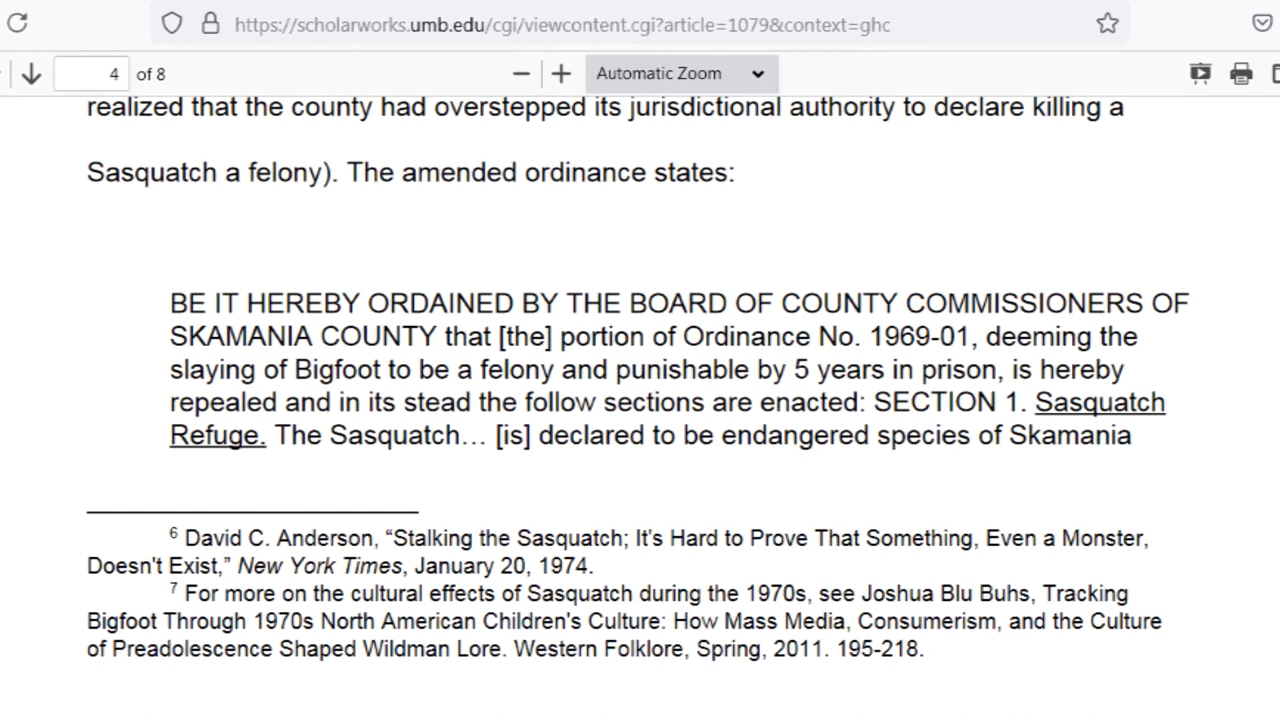 https://scholarworks.umb.edu/cgi/viewcontent.cgi?article=1079&context=ghc
4 of 8 Automatic Zoom
realized that the county had overstepped its jurisdictional authority to declare killing a
Sasquatch a felony). The amended ordinance states:
BE IT HEREBY ORDAINED BY THE BOARD OF COUNTY COMMISSIONERS OF
SKAMANIA COUNTY that [the] portion of Ordinance No. 1969-01, deeming the
slaying of Bigfoot to be a felony and punishable by 5 years in prison, is hereby
repealed and in its stead the follow sections are enacted: SECTION 1. Sasquatch
Refuge. The Sasquatch… [is] declared to be endangered species of Skamania
6 David C. Anderson, “Stalking the Sasquatch; It's Hard to Prove That Something, Even a Monster,
Doesn't Exist,” New York Times, January 20, 1974.
7 For more on the cultural effects of Sasquatch during the 1970s, see Joshua Blu Buhs, Tracking
Bigfoot Through 1970s North American Children's Culture: How Mass Media, Consumerism, and the Culture
of Preadolescence Shaped Wildman Lore. Western Folklore, Spring, 2011. 195-218.